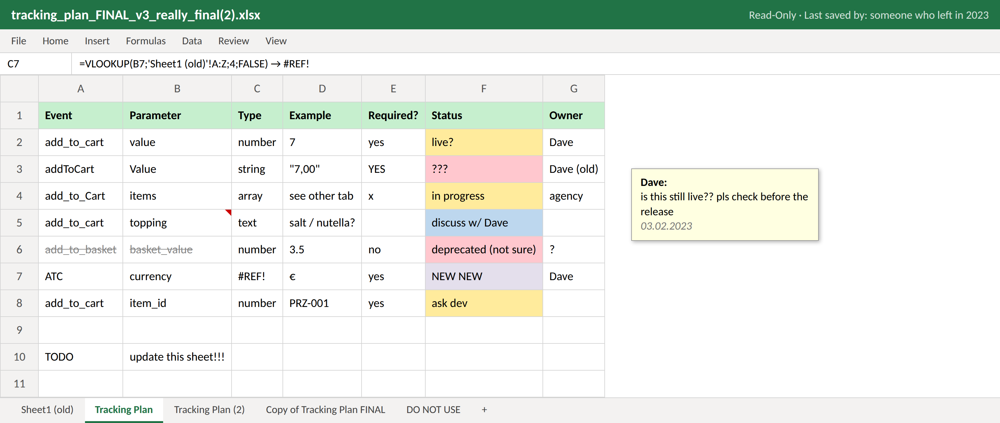 tracking_plan_FINAL_v3_really_final(2).xlsx
Read-Only · Last saved by: someone who left in 2023
File Home Insert Formulas Data Review View
C7 =VLOOKUP(B7;'Sheet1 (old)'!A:Z;4;FALSE) → #REF!
A B C D E F G
1 Event Parameter Type Example Required? Status Owner
2 add_to_cart value number 7 yes live? Dave
3 addToCart Value string "7,00" YES ??? Dave (old)
4 add_to_Cart items array see other tab x in progress agency
5 add_to_cart topping text salt / nutella? discuss w/ Dave
6 add_to_basket basket_value number 3.5 no deprecated (not sure) ?
7 ATC currency #REF! € yes NEW NEW Dave
8 add_to_cart item_id number PRZ-001 yes ask dev
9
10 TODO update this sheet!!!
11
Dave:
is this still live?? pls check before the
release
03.02.2023
Sheet1 (old) Tracking Plan Tracking Plan (2) Copy of Tracking Plan FINAL DO NOT USE +